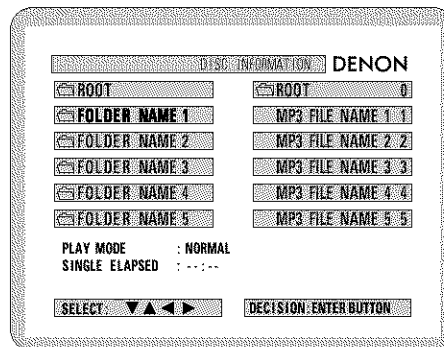 DISC INFORMATION DENON
ROOT
FOLDER NAME 1
FOLDER NAME 2
FOLDER NAME 3
FOLDER NAME 4
FOLDER NAME 5
ROOT 0
MP3 FILE NAME 1 1
MP3 FILE NAME 2 2
MP3 FILE NAME 3 3
MP3 FILE NAME 4 4
MP3 FILE NAME 5 5
PLAY MODE : NORMAL
SINGLE ELAPSED : --:--
SELECT: ▼▲◀▶
DECISION:ENTER BUTTON